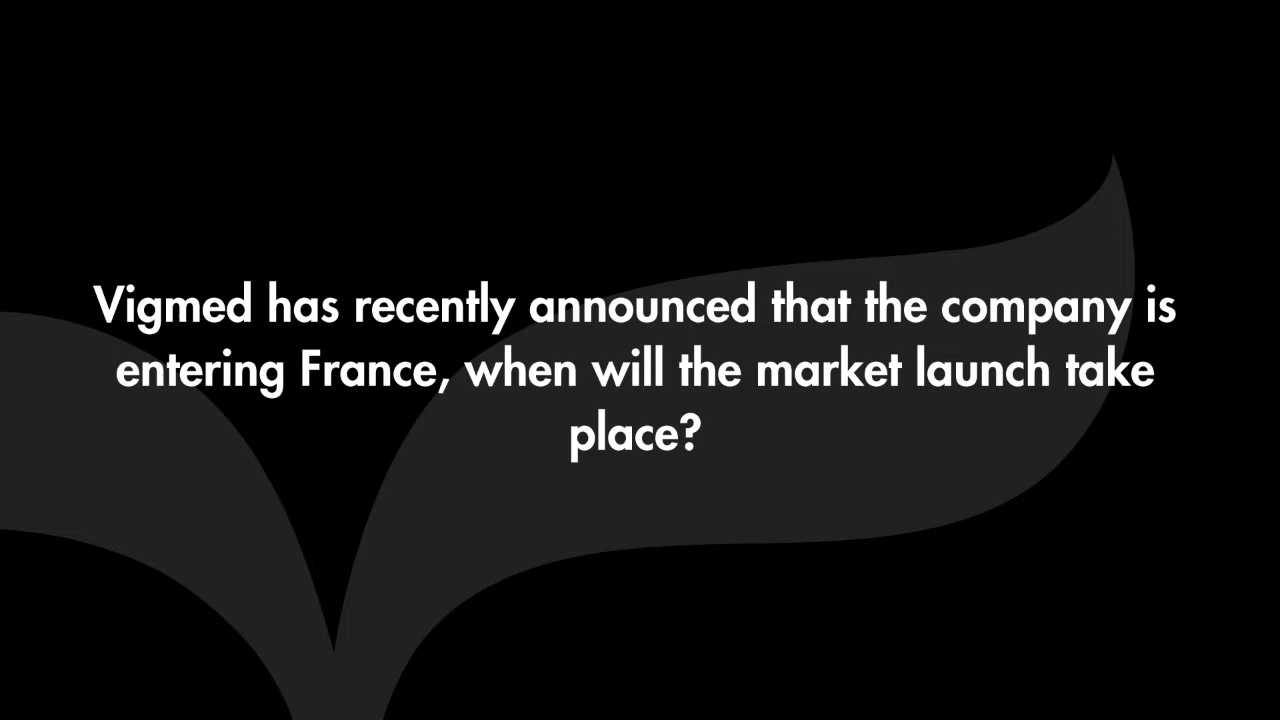 Vigmed has recently announced that the company is
entering France, when will the market launch take
place?